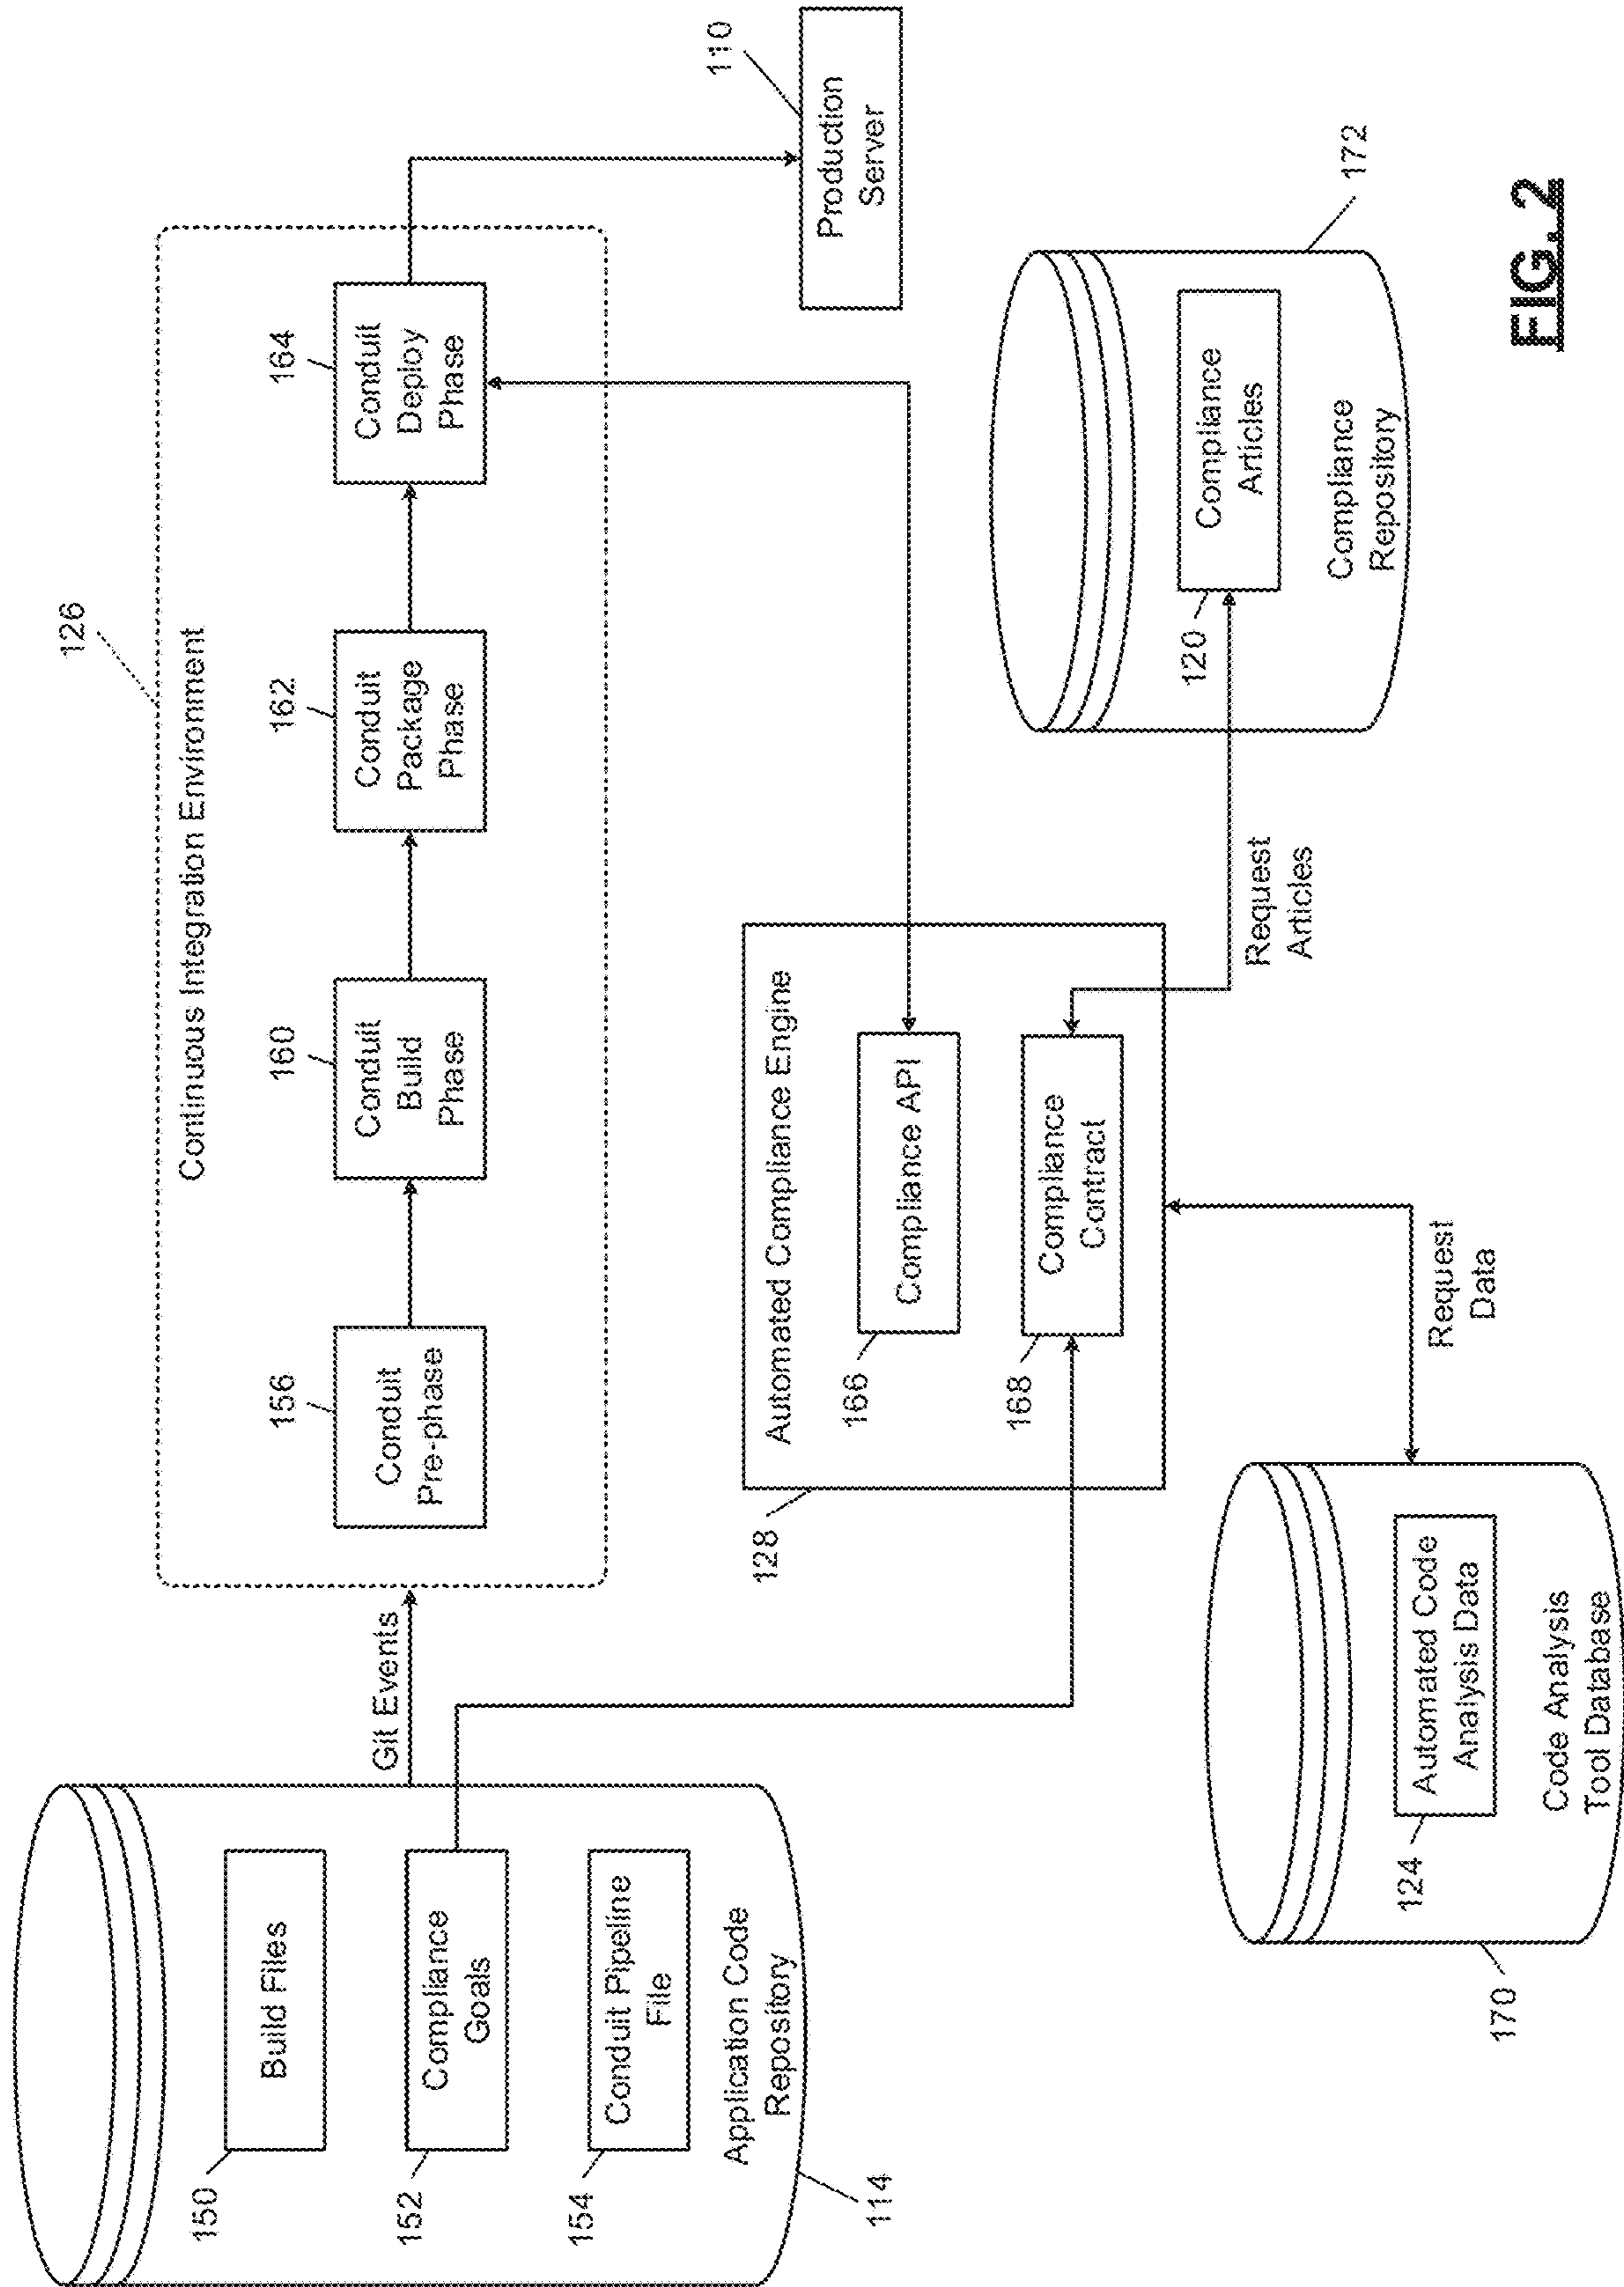 126
Continuous Integration Environment
156
Conduit
Pre-phase
160
Conduit
Build
Phase
162
Conduit
Package
Phase
164
Conduit
Deploy
Phase
Git Events
150
Build Files
152
Compliance
Goals
154
Conduit Pipeline
File
Application Code
Repository
114
110
Production
Server
128
Automated Compliance Engine
166
Compliance API
168
Compliance
Contract
Request
Articles
120
Compliance
Articles
Compliance
Repository
172
Request
Data
124
Automated Code
Analysis Data
Code Analysis
Tool Database
170
FIG. 2